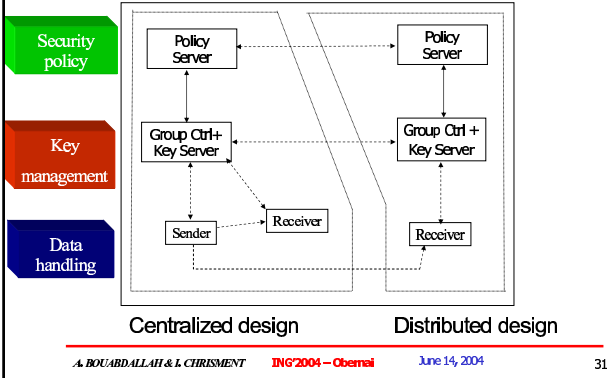 Security
policy
Key
management
Data
handling
Policy
Server
Group Ctrl+
Key Server
Sender
Receiver
Policy
Server
Group Ctrl +
Key Server
Receiver
Centralized design
Distributed design
A. BOUABDALLAH & I. CHRISMENT
ING'2004 – Obernai
June 14, 2004
31